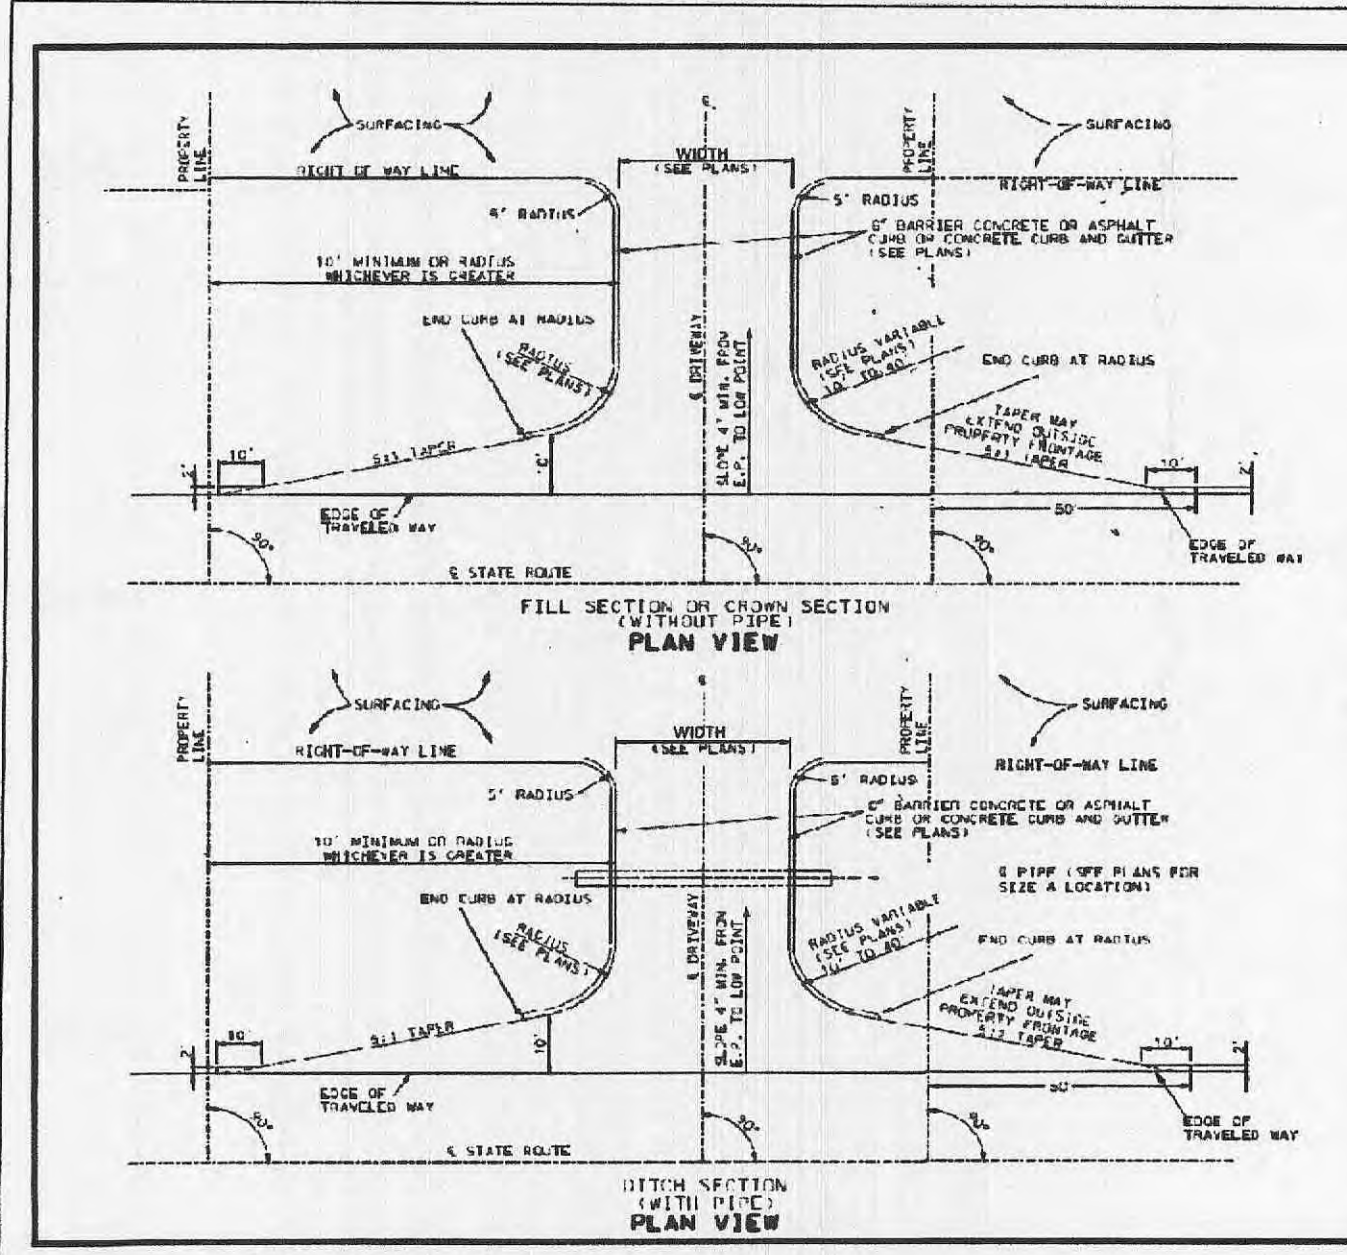 PROPERTY
LINE
SURFACING
RIGHT OF WAY LINE
5' RADIUS
10' MINIMUM OR RADIUS
WHICHEVER IS GREATER
END CURB AT RADIUS
RADIUS
(SEE PLANS)
5:1 TAPER
10'
2'
10'
EDGE OF
TRAVELED WAY
90°
℄ STATE ROUTE
WIDTH
(SEE PLANS)
℄ DRIVEWAY
SLOPE 4" MIN. FROM
E.P. TO LOW POINT
90°
PROPERTY
LINE
SURFACING
RIGHT-OF-WAY LINE
5' RADIUS
6" BARRIER CONCRETE OR ASPHALT
CURB OR CONCRETE CURB AND GUTTER
(SEE PLANS)
RADIUS VARIABLE
(SEE PLANS)
10' TO 40'
END CURB AT RADIUS
TAPER MAY
EXTEND OUTSIDE
PROPERTY FRONTAGE
5:1 TAPER
10'
2'
50'
90°
EDGE OF
TRAVELED WAY
FILL SECTION OR CROWN SECTION
(WITHOUT PIPE)
PLAN VIEW
PROPERTY
LINE
SURFACING
RIGHT-OF-WAY LINE
5' RADIUS
10' MINIMUM OR RADIUS
WHICHEVER IS GREATER
END CURB AT RADIUS
RADIUS
(SEE PLANS)
5:1 TAPER
10'
2'
10'
EDGE OF
TRAVELED WAY
90°
℄ STATE ROUTE
WIDTH
(SEE PLANS)
℄ DRIVEWAY
SLOPE 4" MIN. FROM
E.P. TO LOW POINT
90°
PROPERTY
LINE
SURFACING
RIGHT-OF-WAY LINE
5' RADIUS
6" BARRIER CONCRETE OR ASPHALT
CURB OR CONCRETE CURB AND GUTTER
(SEE PLANS)
℄ PIPE (SEE PLANS FOR
SIZE & LOCATION)
RADIUS VARIABLE
(SEE PLANS)
10' TO 40'
END CURB AT RADIUS
TAPER MAY
EXTEND OUTSIDE
PROPERTY FRONTAGE
5:1 TAPER
10'
2'
50'
90°
EDGE OF
TRAVELED WAY
DITCH SECTION
(WITH PIPE)
PLAN VIEW